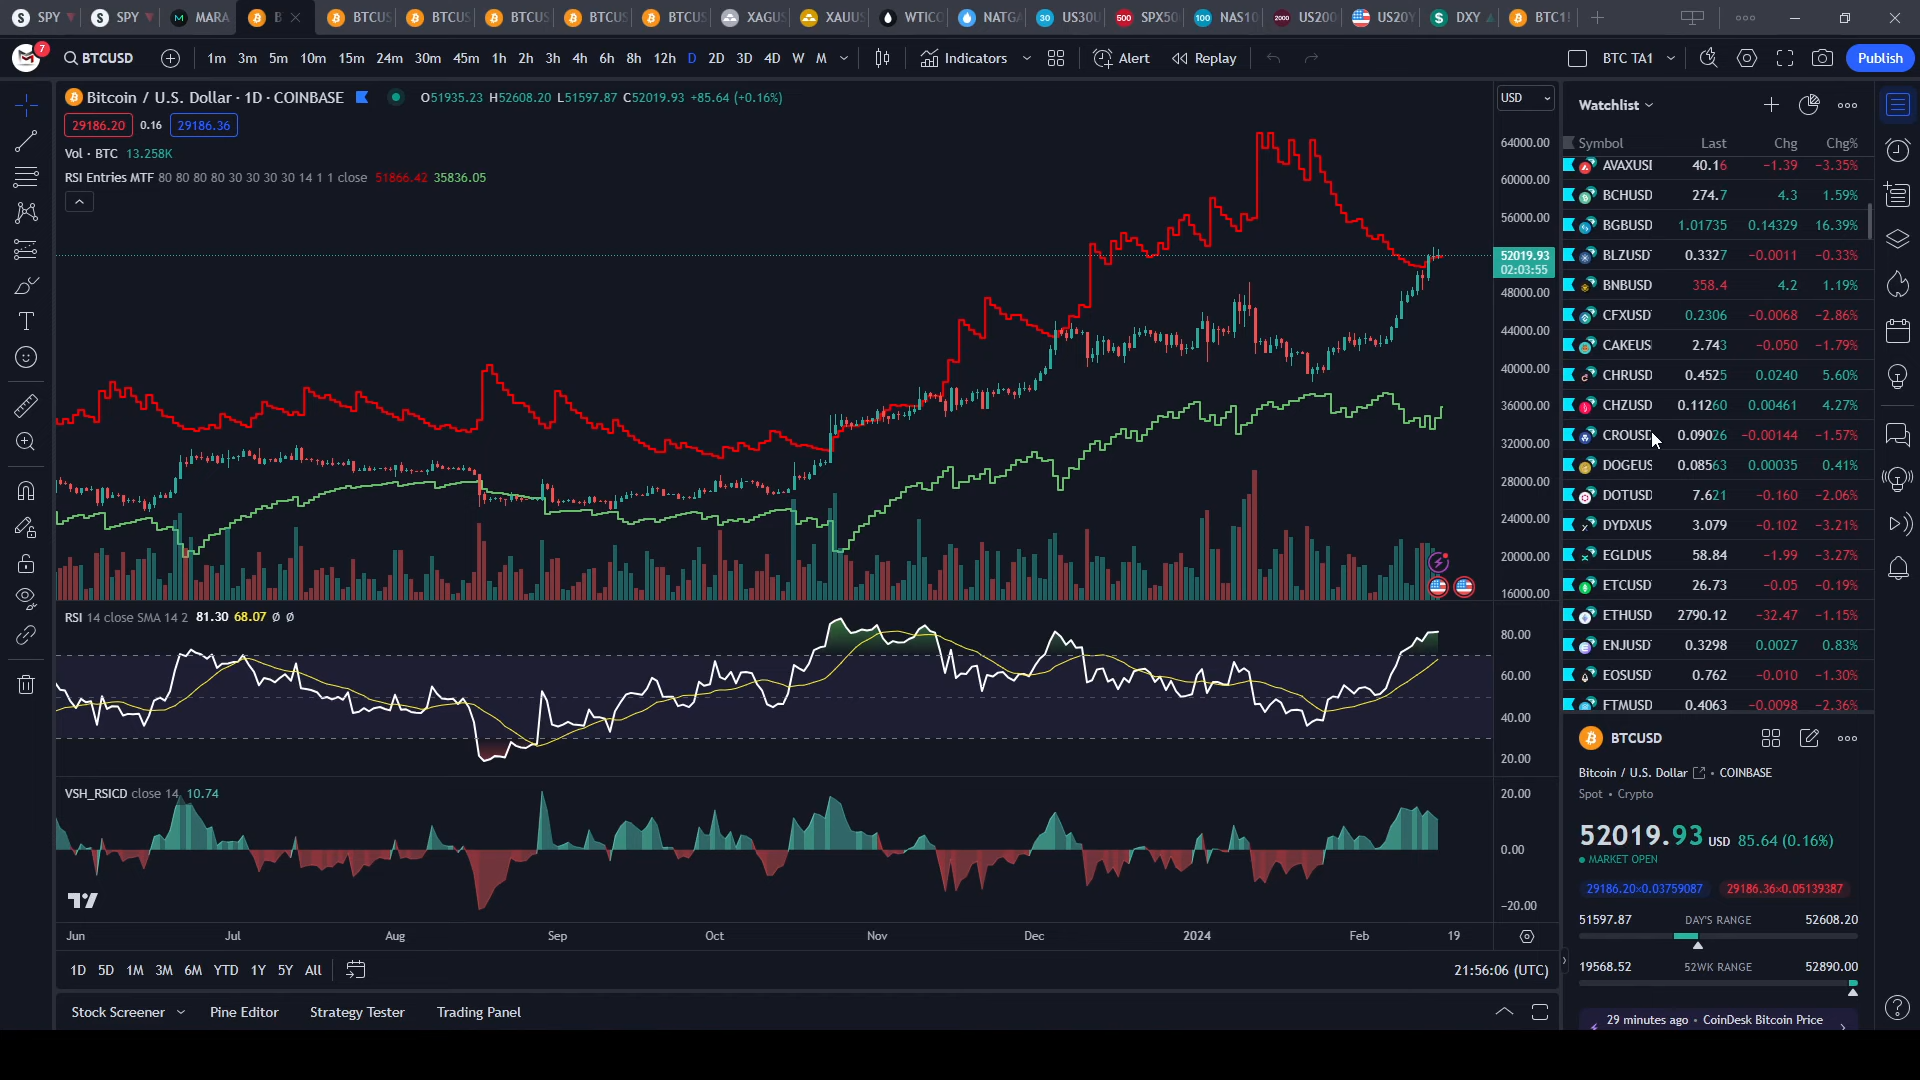 SPY SPY MARA B BTCUS BTCUS BTCUS BTCUS BTCUS XAGUS XAUUS WTICO NATGA 30 US30U 500 SPX50 100 NAS10 2000 US200 US20Y DXY BTC1!
7 BTCUSD 1m 3m 5m 10m 15m 24m 30m 45m 1h 2h 3h 4h 6h 8h 12h D 2D 3D 4D W M Indicators Alert Replay BTC TA1 Publish
Bitcoin / U.S. Dollar · 1D · COINBASE O51935.23 H52608.20 L51597.87 C52019.93 +85.64 (+0.16%)
29186.20 0.16 29186.36
Vol · BTC 13.258K
RSI Entries MTF 80 80 80 80 30 30 30 30 14 1 1 close 51866.42 35836.05
USD
64000.00
60000.00
56000.00
52019.93
02:03:55
48000.00
44000.00
40000.00
36000.00
32000.00
28000.00
24000.00
20000.00
16000.00
RSI 14 close SMA 14 2 81.30 68.07 Ø Ø
80.00
60.00
40.00
20.00
VSH_RSICD close 14 10.74
20.00
0.00
−20.00
Jun Jul Aug Sep Oct Nov Dec 2024 Feb 19
1D 5D 1M 3M 6M YTD 1Y 5Y All 21:56:06 (UTC)
Stock Screener Pine Editor Strategy Tester Trading Panel
Watchlist
Symbol Last Chg Chg%
AVAXUSI 40.16 −1.39 −3.35%
BCHUSD 274.7 4.3 1.59%
BGBUSD 1.01735 0.14329 16.39%
BLZUSD 0.3327 −0.0011 −0.33%
BNBUSD 358.4 4.2 1.19%
CFXUSD 0.2306 −0.0068 −2.86%
CAKEUS 2.743 −0.050 −1.79%
CHRUSD 0.4525 0.0240 5.60%
CHZUSD 0.11260 0.00461 4.27%
CROUSD 0.09026 −0.00144 −1.57%
DOGEUS 0.08563 0.00035 0.41%
DOTUSD 7.621 −0.160 −2.06%
DYDXUS 3.079 −0.102 −3.21%
EGLDUS 58.84 −1.99 −3.27%
ETCUSD 26.73 −0.05 −0.19%
ETHUSD 2790.12 −32.47 −1.15%
ENJUSD 0.3298 0.0027 0.83%
EOSUSD 0.762 −0.010 −1.30%
FTMUSD 0.4063 −0.0098 −2.36%
BTCUSD
Bitcoin / U.S. Dollar • COINBASE
Spot • Crypto
52019.93 USD 85.64 (0.16%)
MARKET OPEN
29186.20×0.03759087 29186.36×0.05139387
51597.87 DAY'S RANGE 52608.20
19568.52 52WK RANGE 52890.00
29 minutes ago • CoinDesk Bitcoin Price